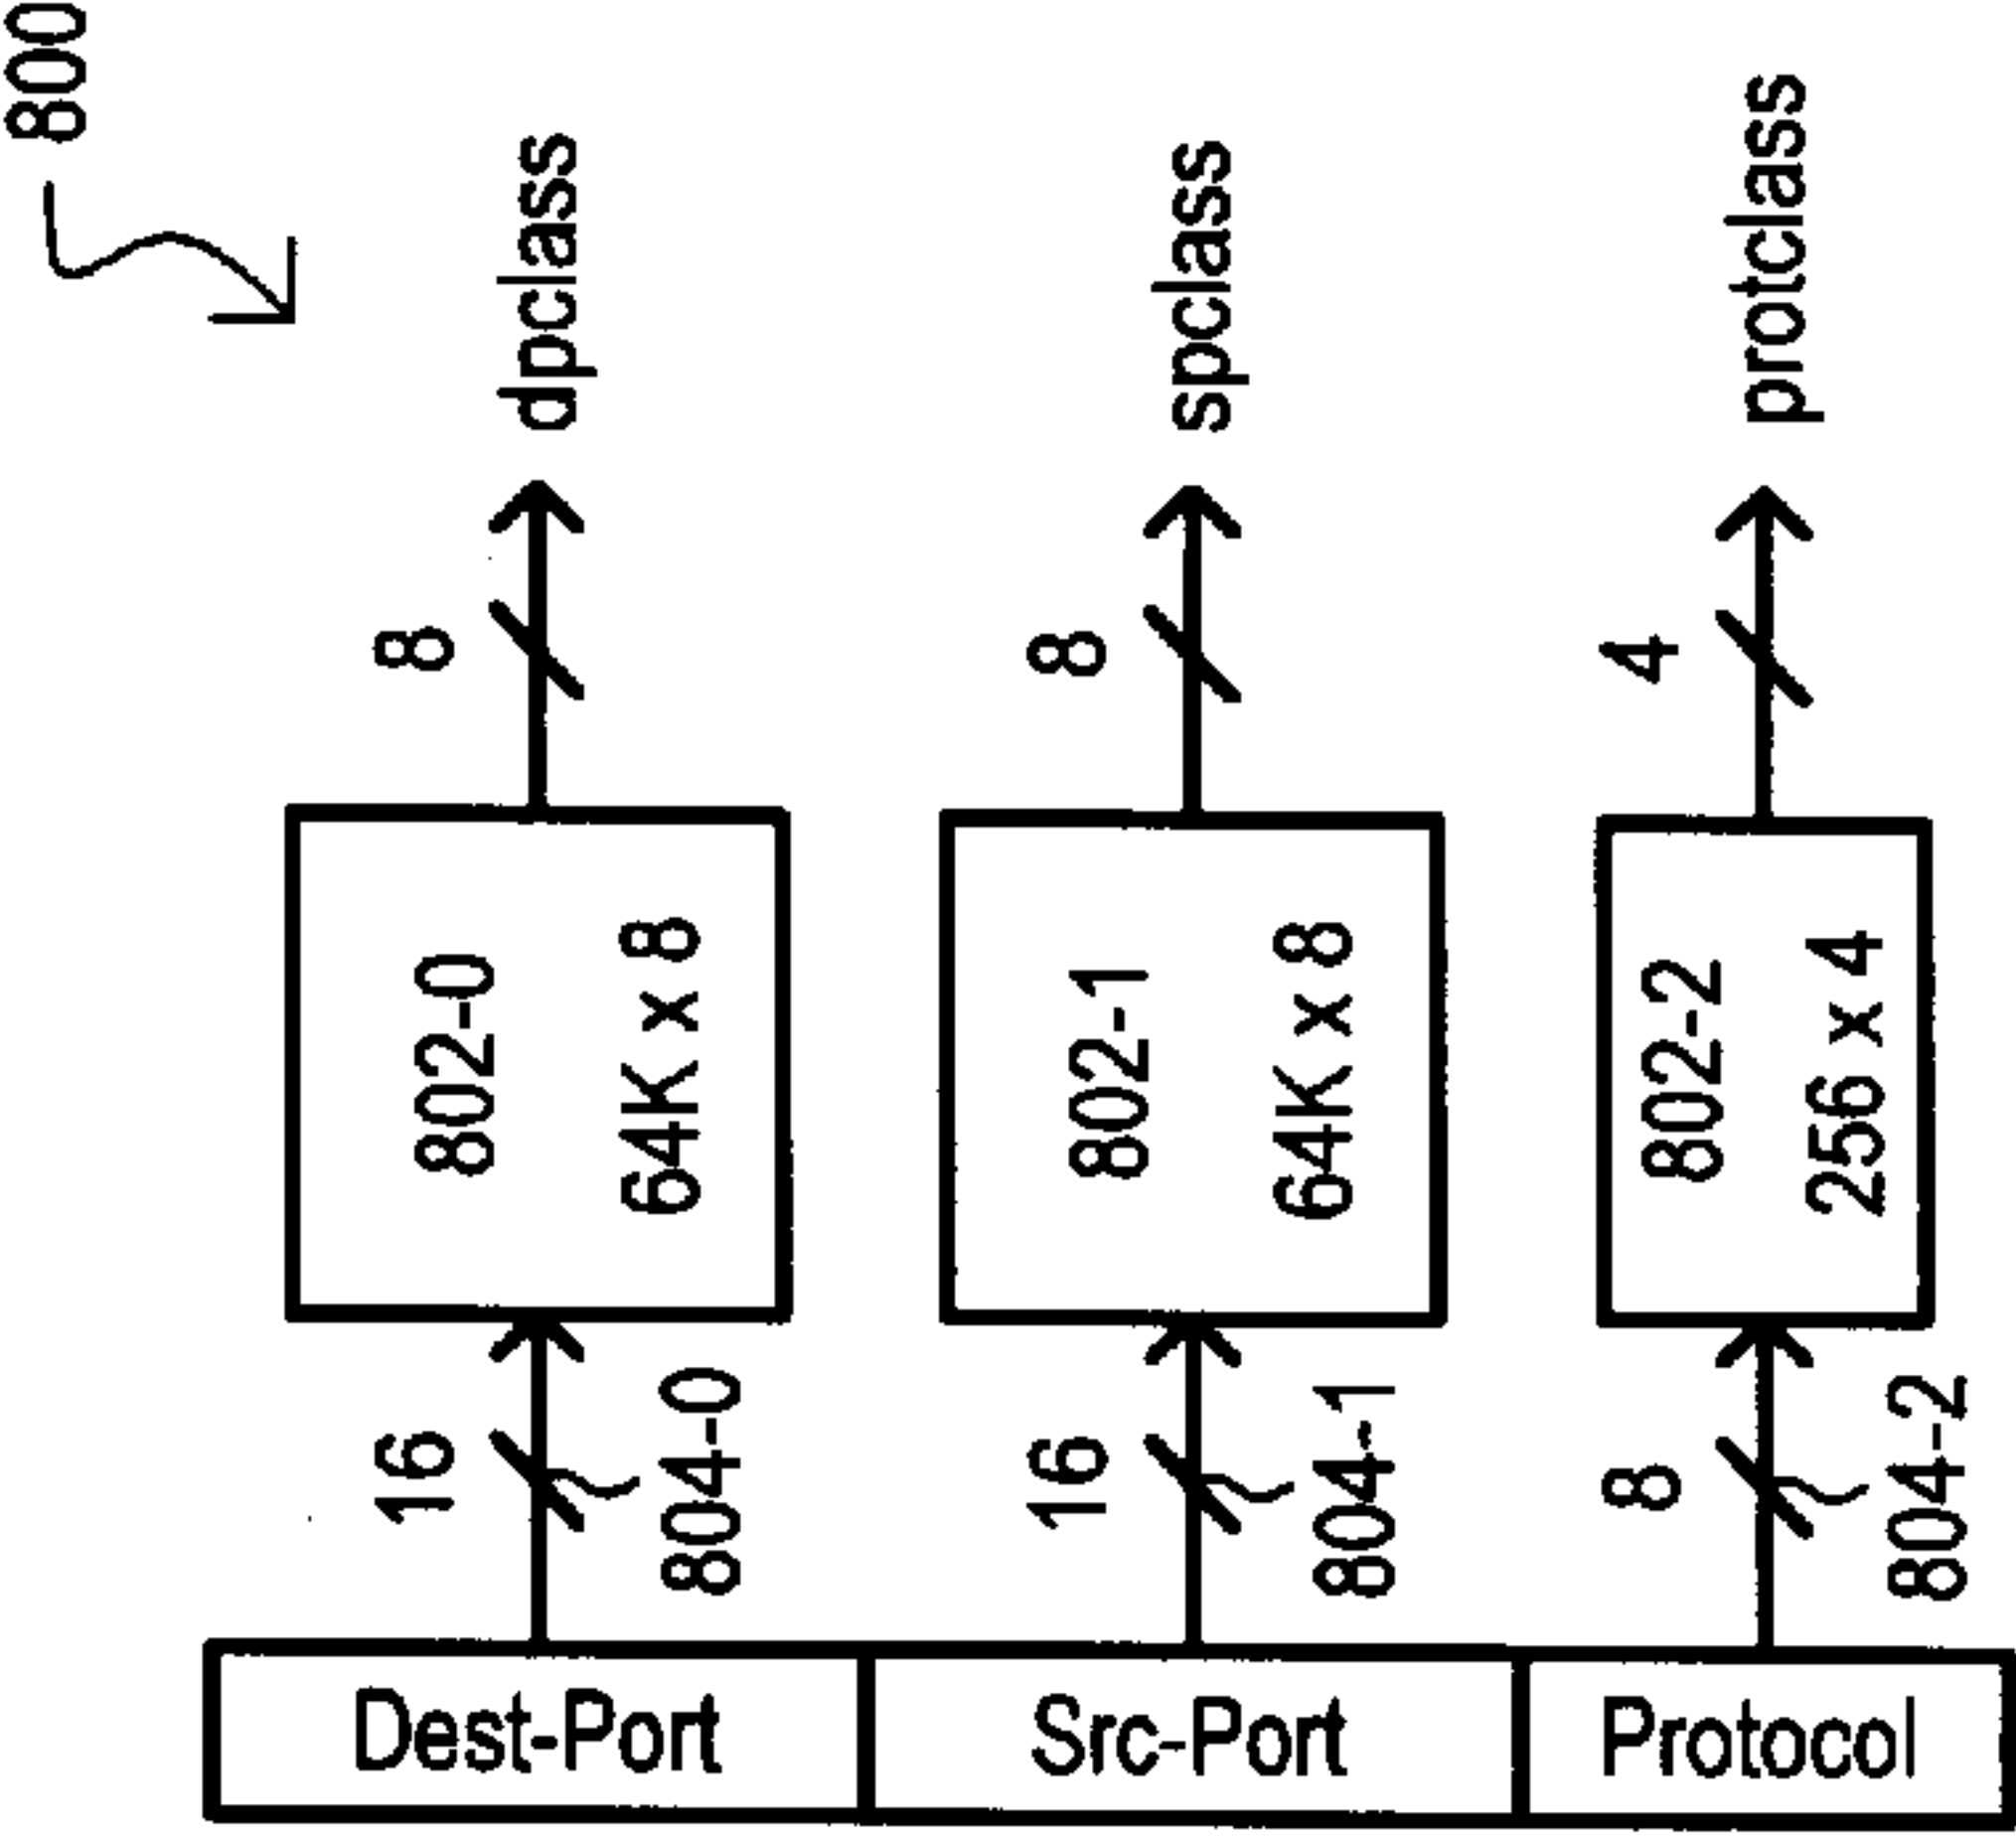 800
dpclass
spclass
protclass
8
8
4
802-0
64K x 8
802-1
64K x 8
802-2
256 x 4
16
804-0
16
804-1
8
804-2
Dest-Port
Src-Port
Protocol